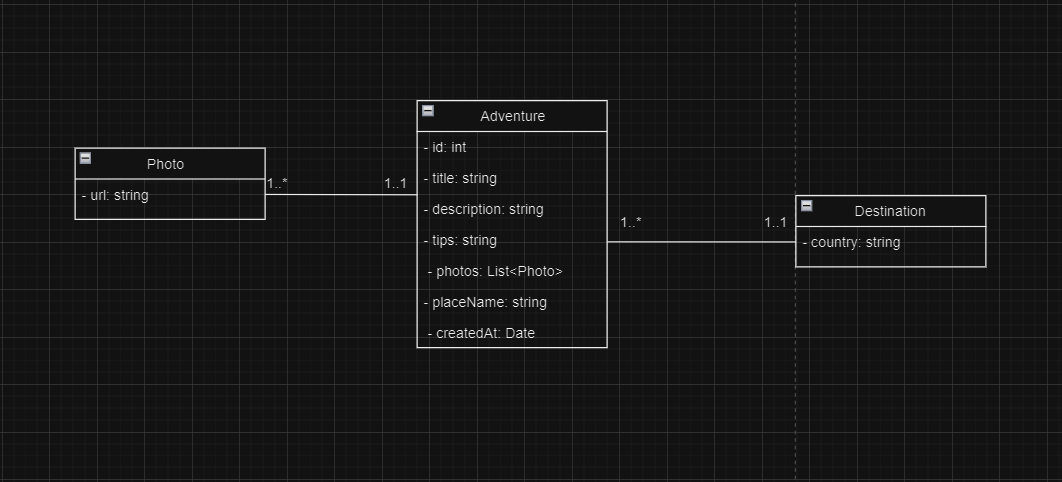 Photo
- url: string
1..*
1..1
Adventure
- id: int
- title: string
- description: string
- tips: string
- photos: List<Photo>
- placeName: string
- createdAt: Date
1..*
1..1
Destination
- country: string